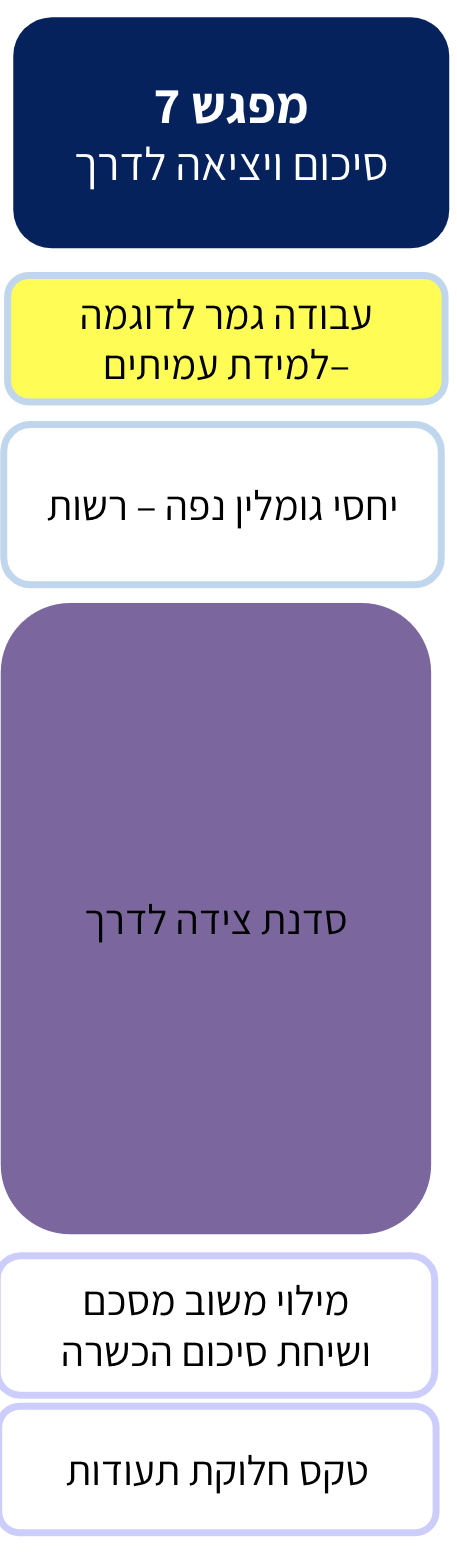 מפגש 7
סיכום ויציאה לדרך
עבודה גמר לדוגמה
–למידת עמיתים
יחסי גומלין נפה – רשות
סדנת צידה לדרך
מילוי משוב מסכם
ושיחת סיכום הכשרה
טקס חלוקת תעודות